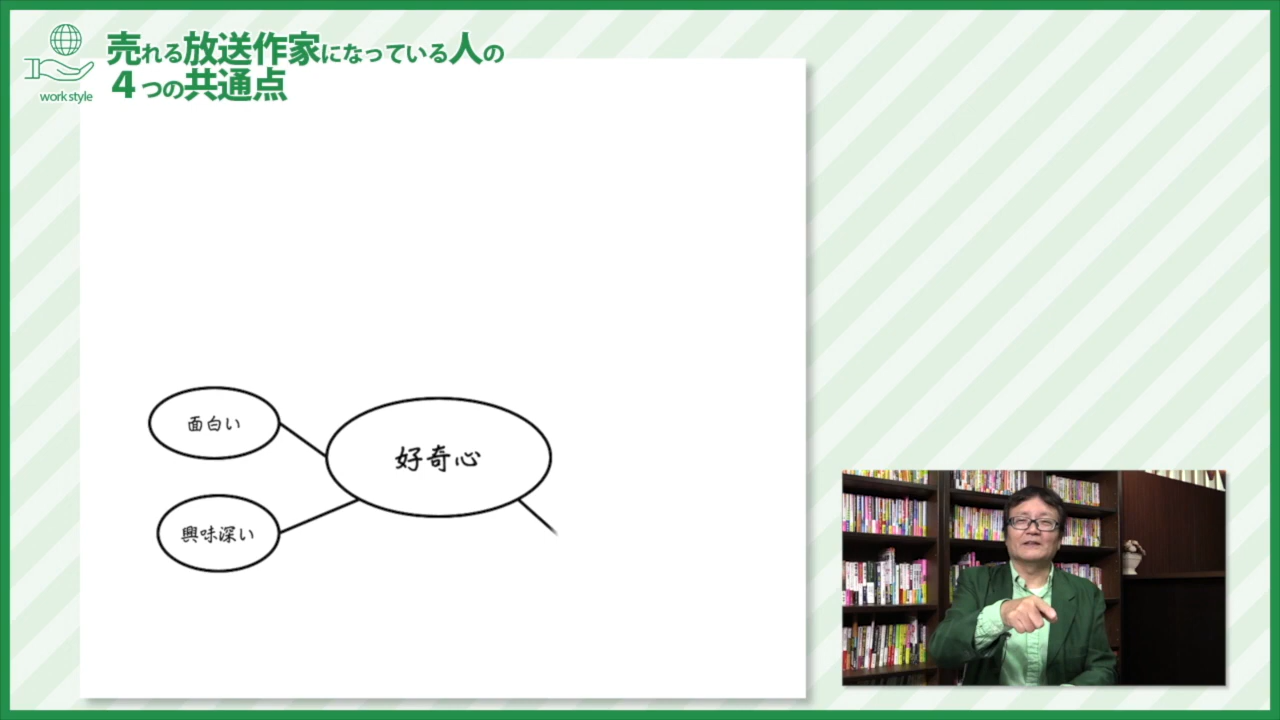 売れる放送作家になっている人の
4つの共通点
work style
面白い
好奇心
興味深い